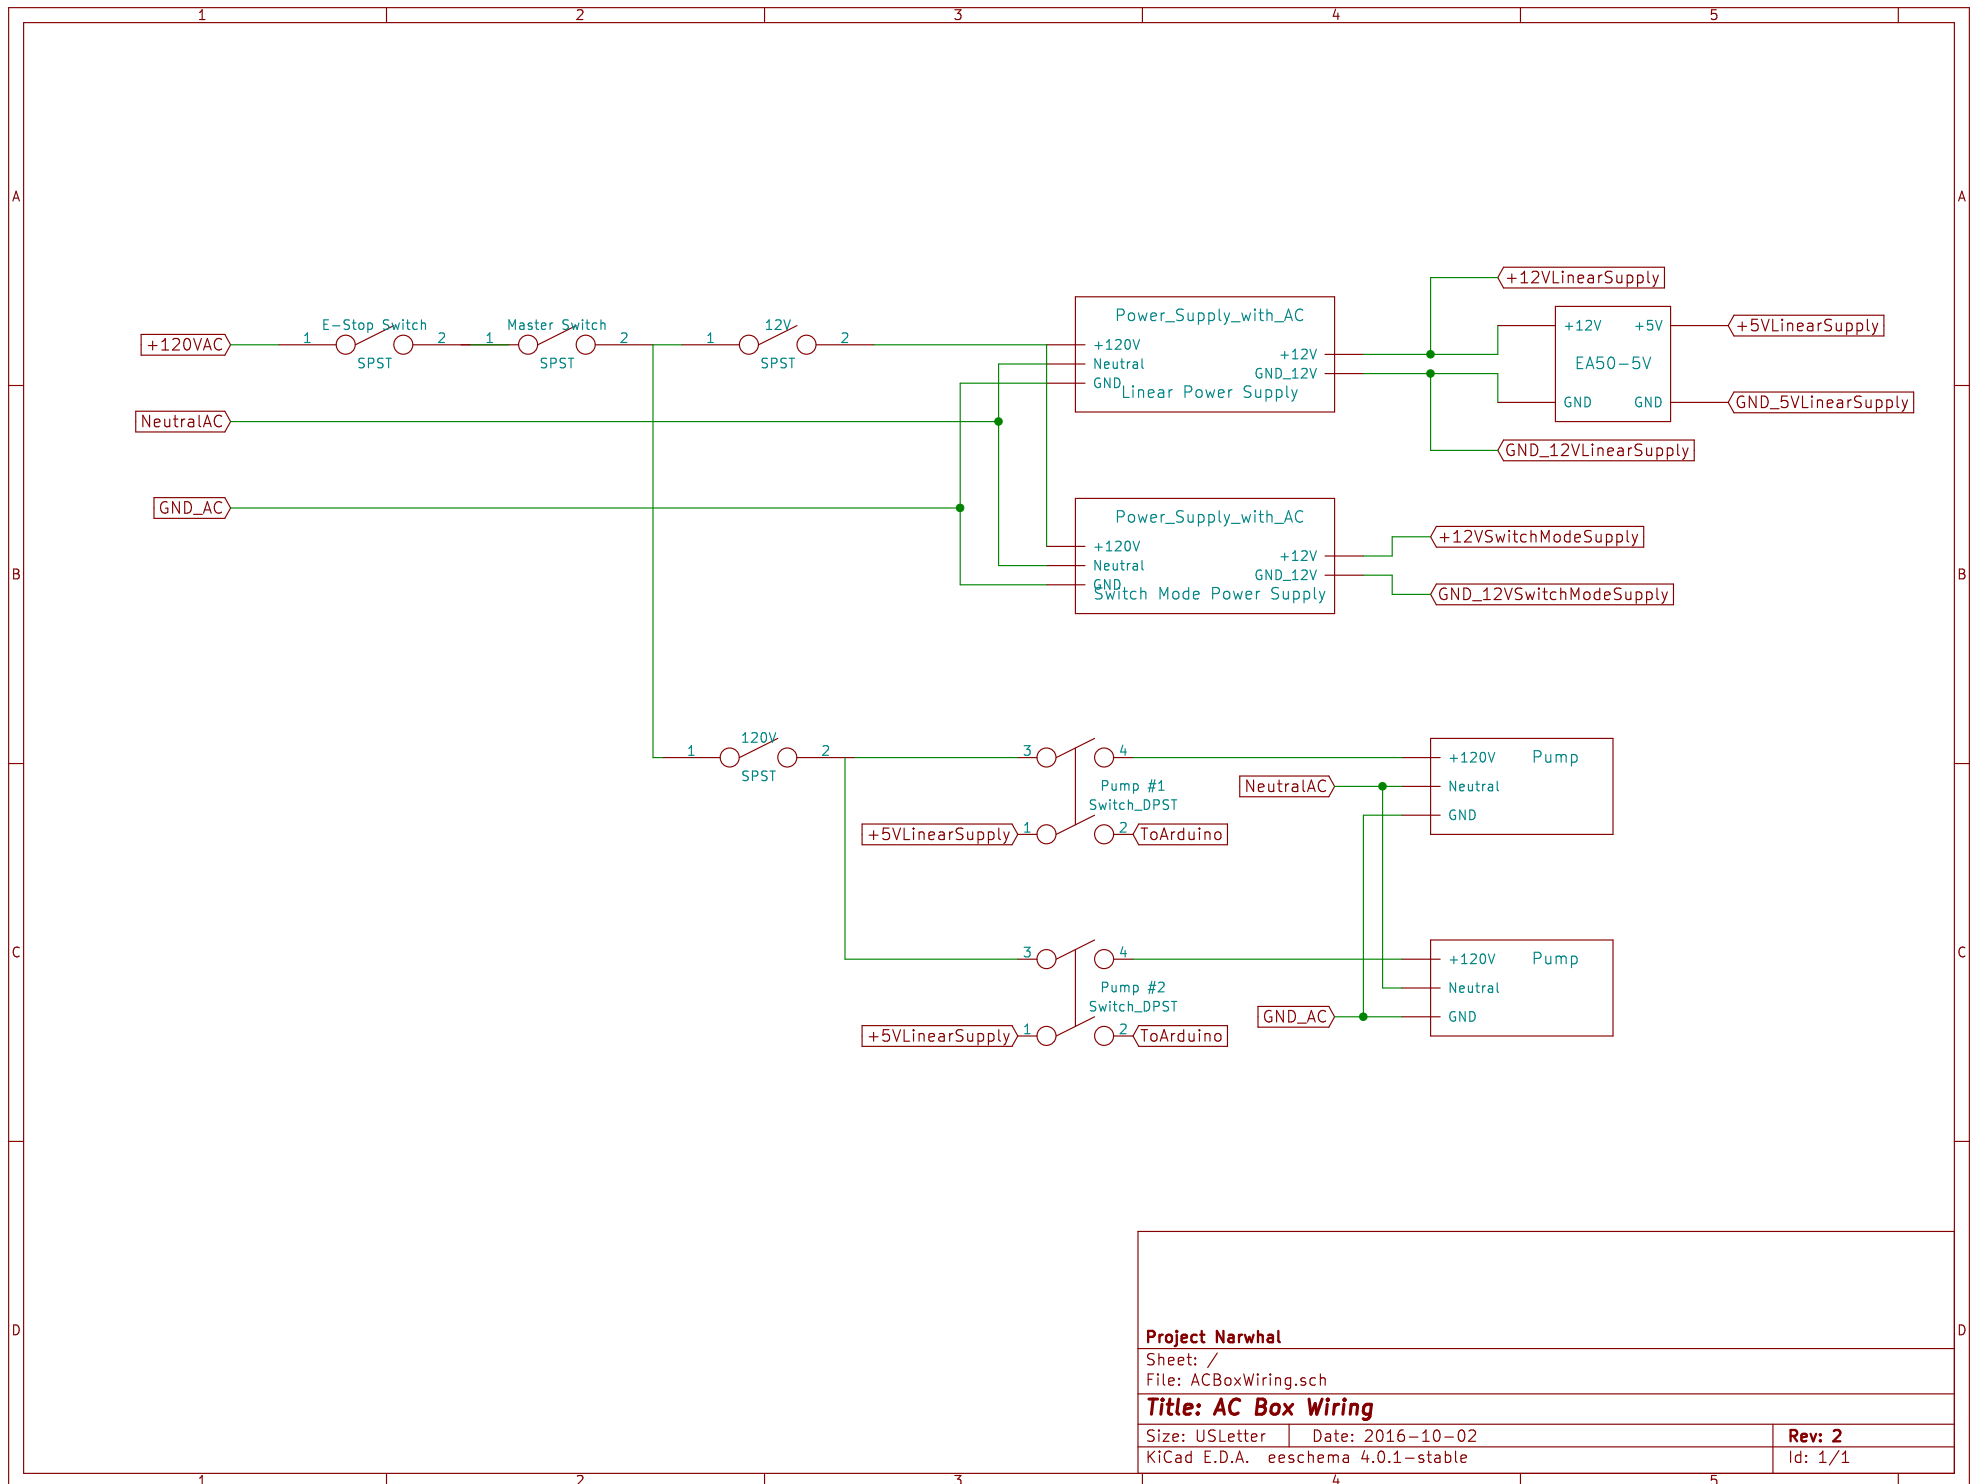 1 2 3 4 5
A A
+12VLinearSupply
E-Stop Switch Master Switch 12V Power_Supply_with_AC +12V +5V +5VLinearSupply
+120VAC 1 2 1 2 1 2 +120V +12V
SPST SPST SPST Neutral GND_12V EA50-5V
GND Linear Power Supply GND GND GND_5VLinearSupply
NeutralAC
GND_12VLinearSupply
GND_AC Power_Supply_with_AC
+12VSwitchModeSupply
+120V +12V
Neutral GND_12V
B B
GND
Switch Mode Power Supply GND_12VSwitchModeSupply
120V
1 2 3 4 +120V Pump
SPST
Pump #1 NeutralAC Neutral
Switch_DPST GND
+5VLinearSupply 1 2 ToArduino
C 3 4 +120V Pump C
Pump #2 Neutral
Switch_DPST GND_AC GND
+5VLinearSupply 1 2 ToArduino
D D
Project Narwhal
Sheet: /
File: ACBoxWiring.sch
Title: AC Box Wiring
Size: USLetter Date: 2016-10-02 Rev: 2
KiCad E.D.A. eeschema 4.0.1-stable Id: 1/1
1 2 3 4 5